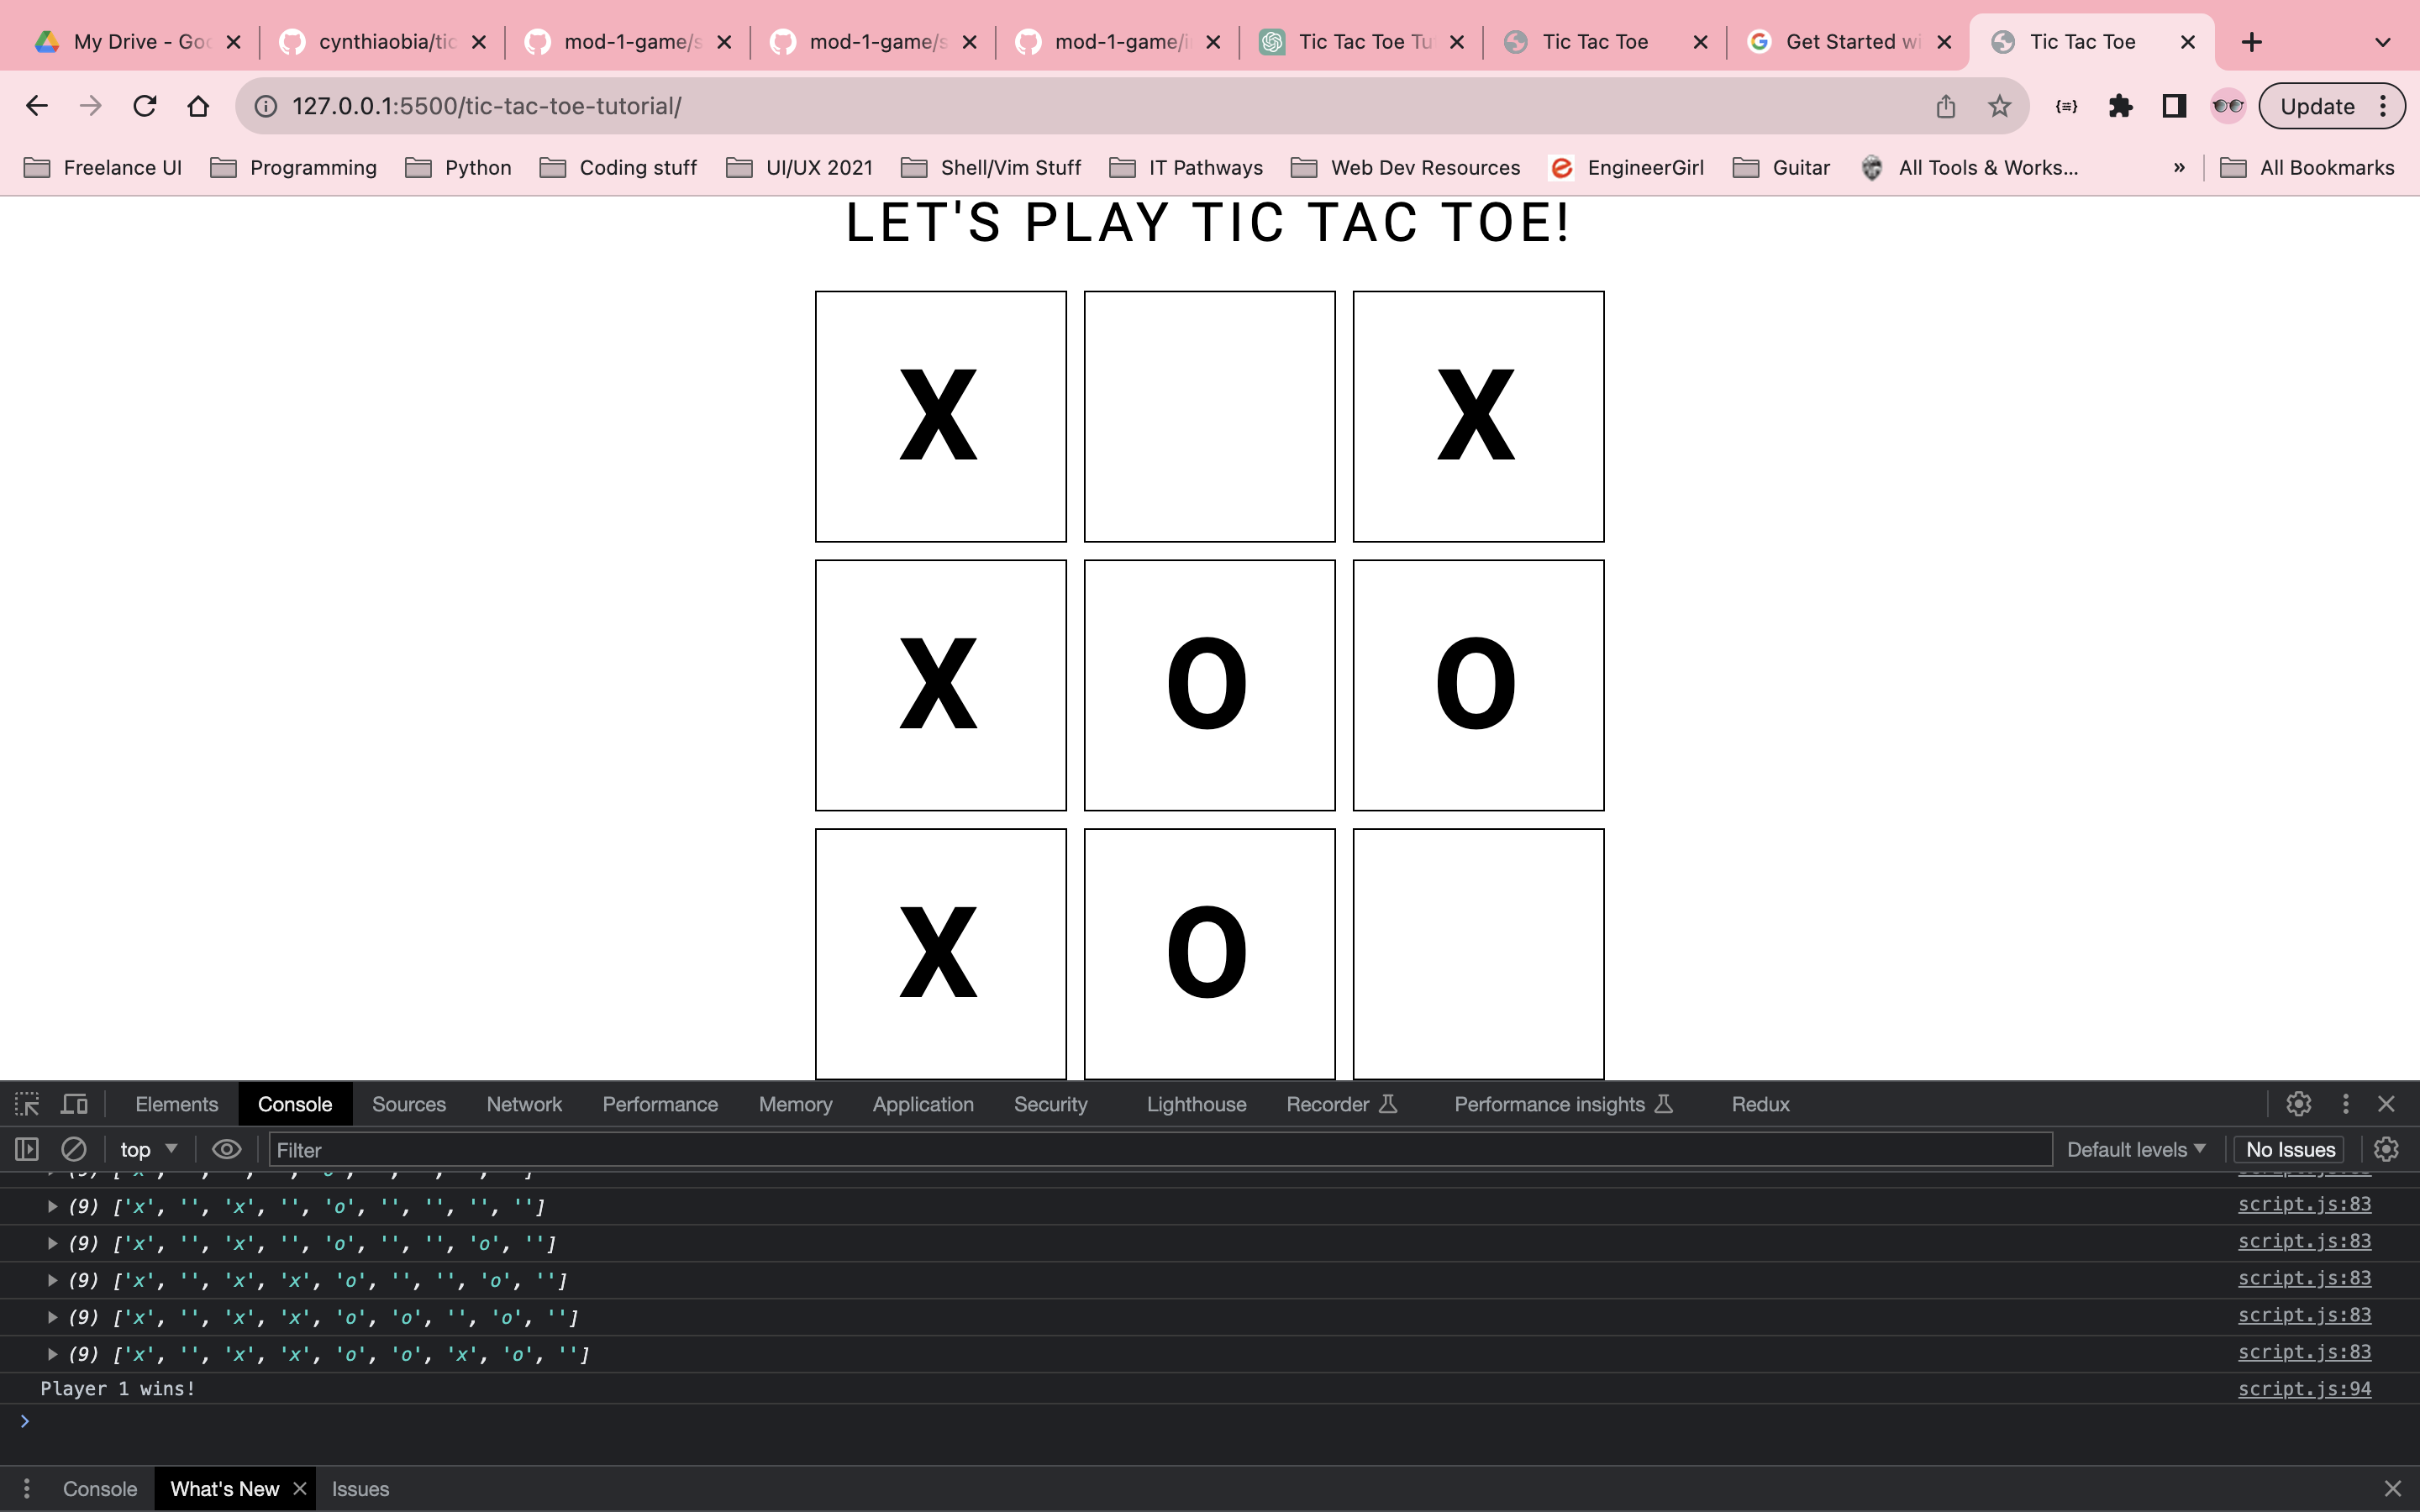 My Drive - Goo cynthiaobia/tic mod-1-game/s mod-1-game/s mod-1-game/i Tic Tac Toe Tu Tic Tac Toe Get Started wi Tic Tac Toe
127.0.0.1:5500/tic-tac-toe-tutorial/ Update
Freelance UI Programming Python Coding stuff UI/UX 2021 Shell/Vim Stuff IT Pathways Web Dev Resources EngineerGirl Guitar All Tools & Works... » All Bookmarks
LET'S PLAY TIC TAC TOE!
X X
X O O
X O
Elements Console Sources Network Performance Memory Application Security Lighthouse Recorder Performance insights Redux
top Filter Default levels No Issues
(9) ['x', '', 'x', '', 'o', '', '', '', ''] script.js:83
(9) ['x', '', 'x', '', 'o', '', '', 'o', ''] script.js:83
(9) ['x', '', 'x', 'x', 'o', '', '', 'o', ''] script.js:83
(9) ['x', '', 'x', 'x', 'o', 'o', '', 'o', ''] script.js:83
(9) ['x', '', 'x', 'x', 'o', 'o', 'x', 'o', ''] script.js:83
Player 1 wins! script.js:94
Console What's New Issues